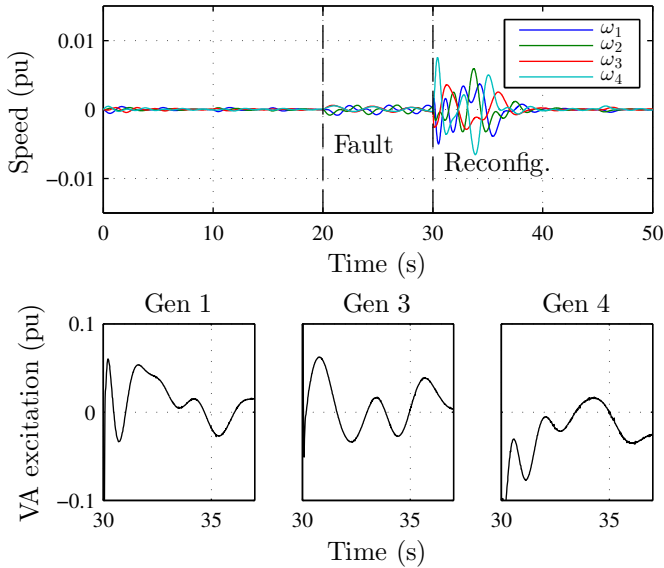 Speed (pu)
0.01
0
−0.01
ω1
ω2
ω3
ω4
Fault
Reconfig.
0 10 20 30 40 50
Time (s)
Gen 1 Gen 3 Gen 4
VA excitation (pu)
0.1
0
−0.1
30 35 30 35 30 35
Time (s)